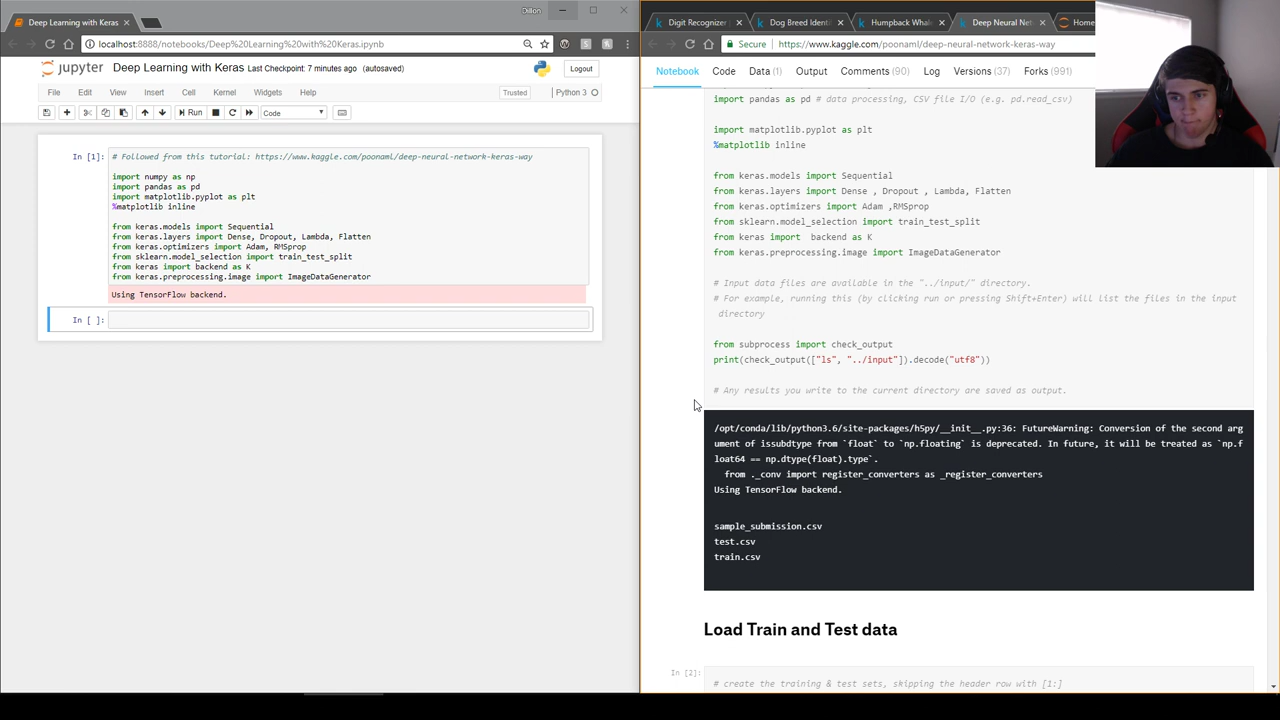 Deep Learning with Keras
Dillon
localhost:8888/notebooks/Deep%20Learning%20with%20Keras.ipynb
jupyter Deep Learning with Keras Last Checkpoint: 7 minutes ago (autosaved)
Logout
File Edit View Insert Cell Kernel Widgets Help
Trusted
Python 3
Run
Code
In [1]:
# Followed from this tutorial: https://www.kaggle.com/poonaml/deep-neural-network-keras-way
import numpy as np
import pandas as pd
import matplotlib.pyplot as plt
%matplotlib inline
from keras.models import Sequential
from keras.layers import Dense, Dropout, Lambda, Flatten
from keras.optimizers import Adam, RMSprop
from sklearn.model_selection import train_test_split
from keras import backend as K
from keras.preprocessing.image import ImageDataGenerator
Using TensorFlow backend.
In [ ]:
Digit Recognizer
Dog Breed Identi
Humpback Whal
Deep Neural Net
Home
Secure
https://www.kaggle.com/poonaml/deep-neural-network-keras-way
Notebook Code Data (1) Output Comments (90) Log Versions (37) Forks (991)
import pandas as pd # data processing, CSV file I/O (e.g. pd.read_csv)
import matplotlib.pyplot as plt
%matplotlib inline
from keras.models import Sequential
from keras.layers import Dense , Dropout , Lambda, Flatten
from keras.optimizers import Adam ,RMSprop
from sklearn.model_selection import train_test_split
from keras import  backend as K
from keras.preprocessing.image import ImageDataGenerator
# Input data files are available in the "../input/" directory.
# For example, running this (by clicking run or pressing Shift+Enter) will list the files in the input
directory
from subprocess import check_output
print(check_output(["ls", "../input"]).decode("utf8"))
# Any results you write to the current directory are saved as output.
/opt/conda/lib/python3.6/site-packages/h5py/__init__.py:36: FutureWarning: Conversion of the second arg
ument of issubdtype from `float` to `np.floating` is deprecated. In future, it will be treated as `np.f
loat64 == np.dtype(float).type`.
from ._conv import register_converters as _register_converters
Using TensorFlow backend.
sample_submission.csv
test.csv
train.csv
Load Train and Test data
In [2]:
# create the training & test sets, skipping the header row with [1:]